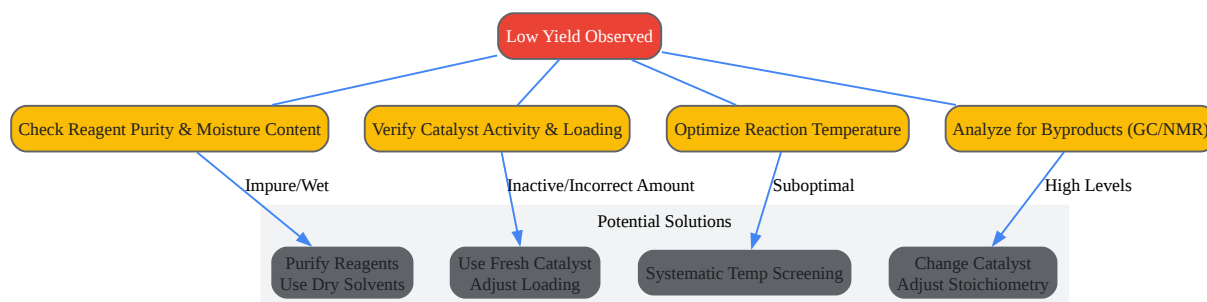 Low Yield Observed
Check Reagent Purity & Moisture Content
Verify Catalyst Activity & Loading
Optimize Reaction Temperature
Analyze for Byproducts (GC/NMR)
Impure/Wet
Inactive/Incorrect Amount
Suboptimal
High Levels
Potential Solutions
Purify Reagents
Use Dry Solvents
Use Fresh Catalyst
Adjust Loading
Systematic Temp Screening
Change Catalyst
Adjust Stoichiometry